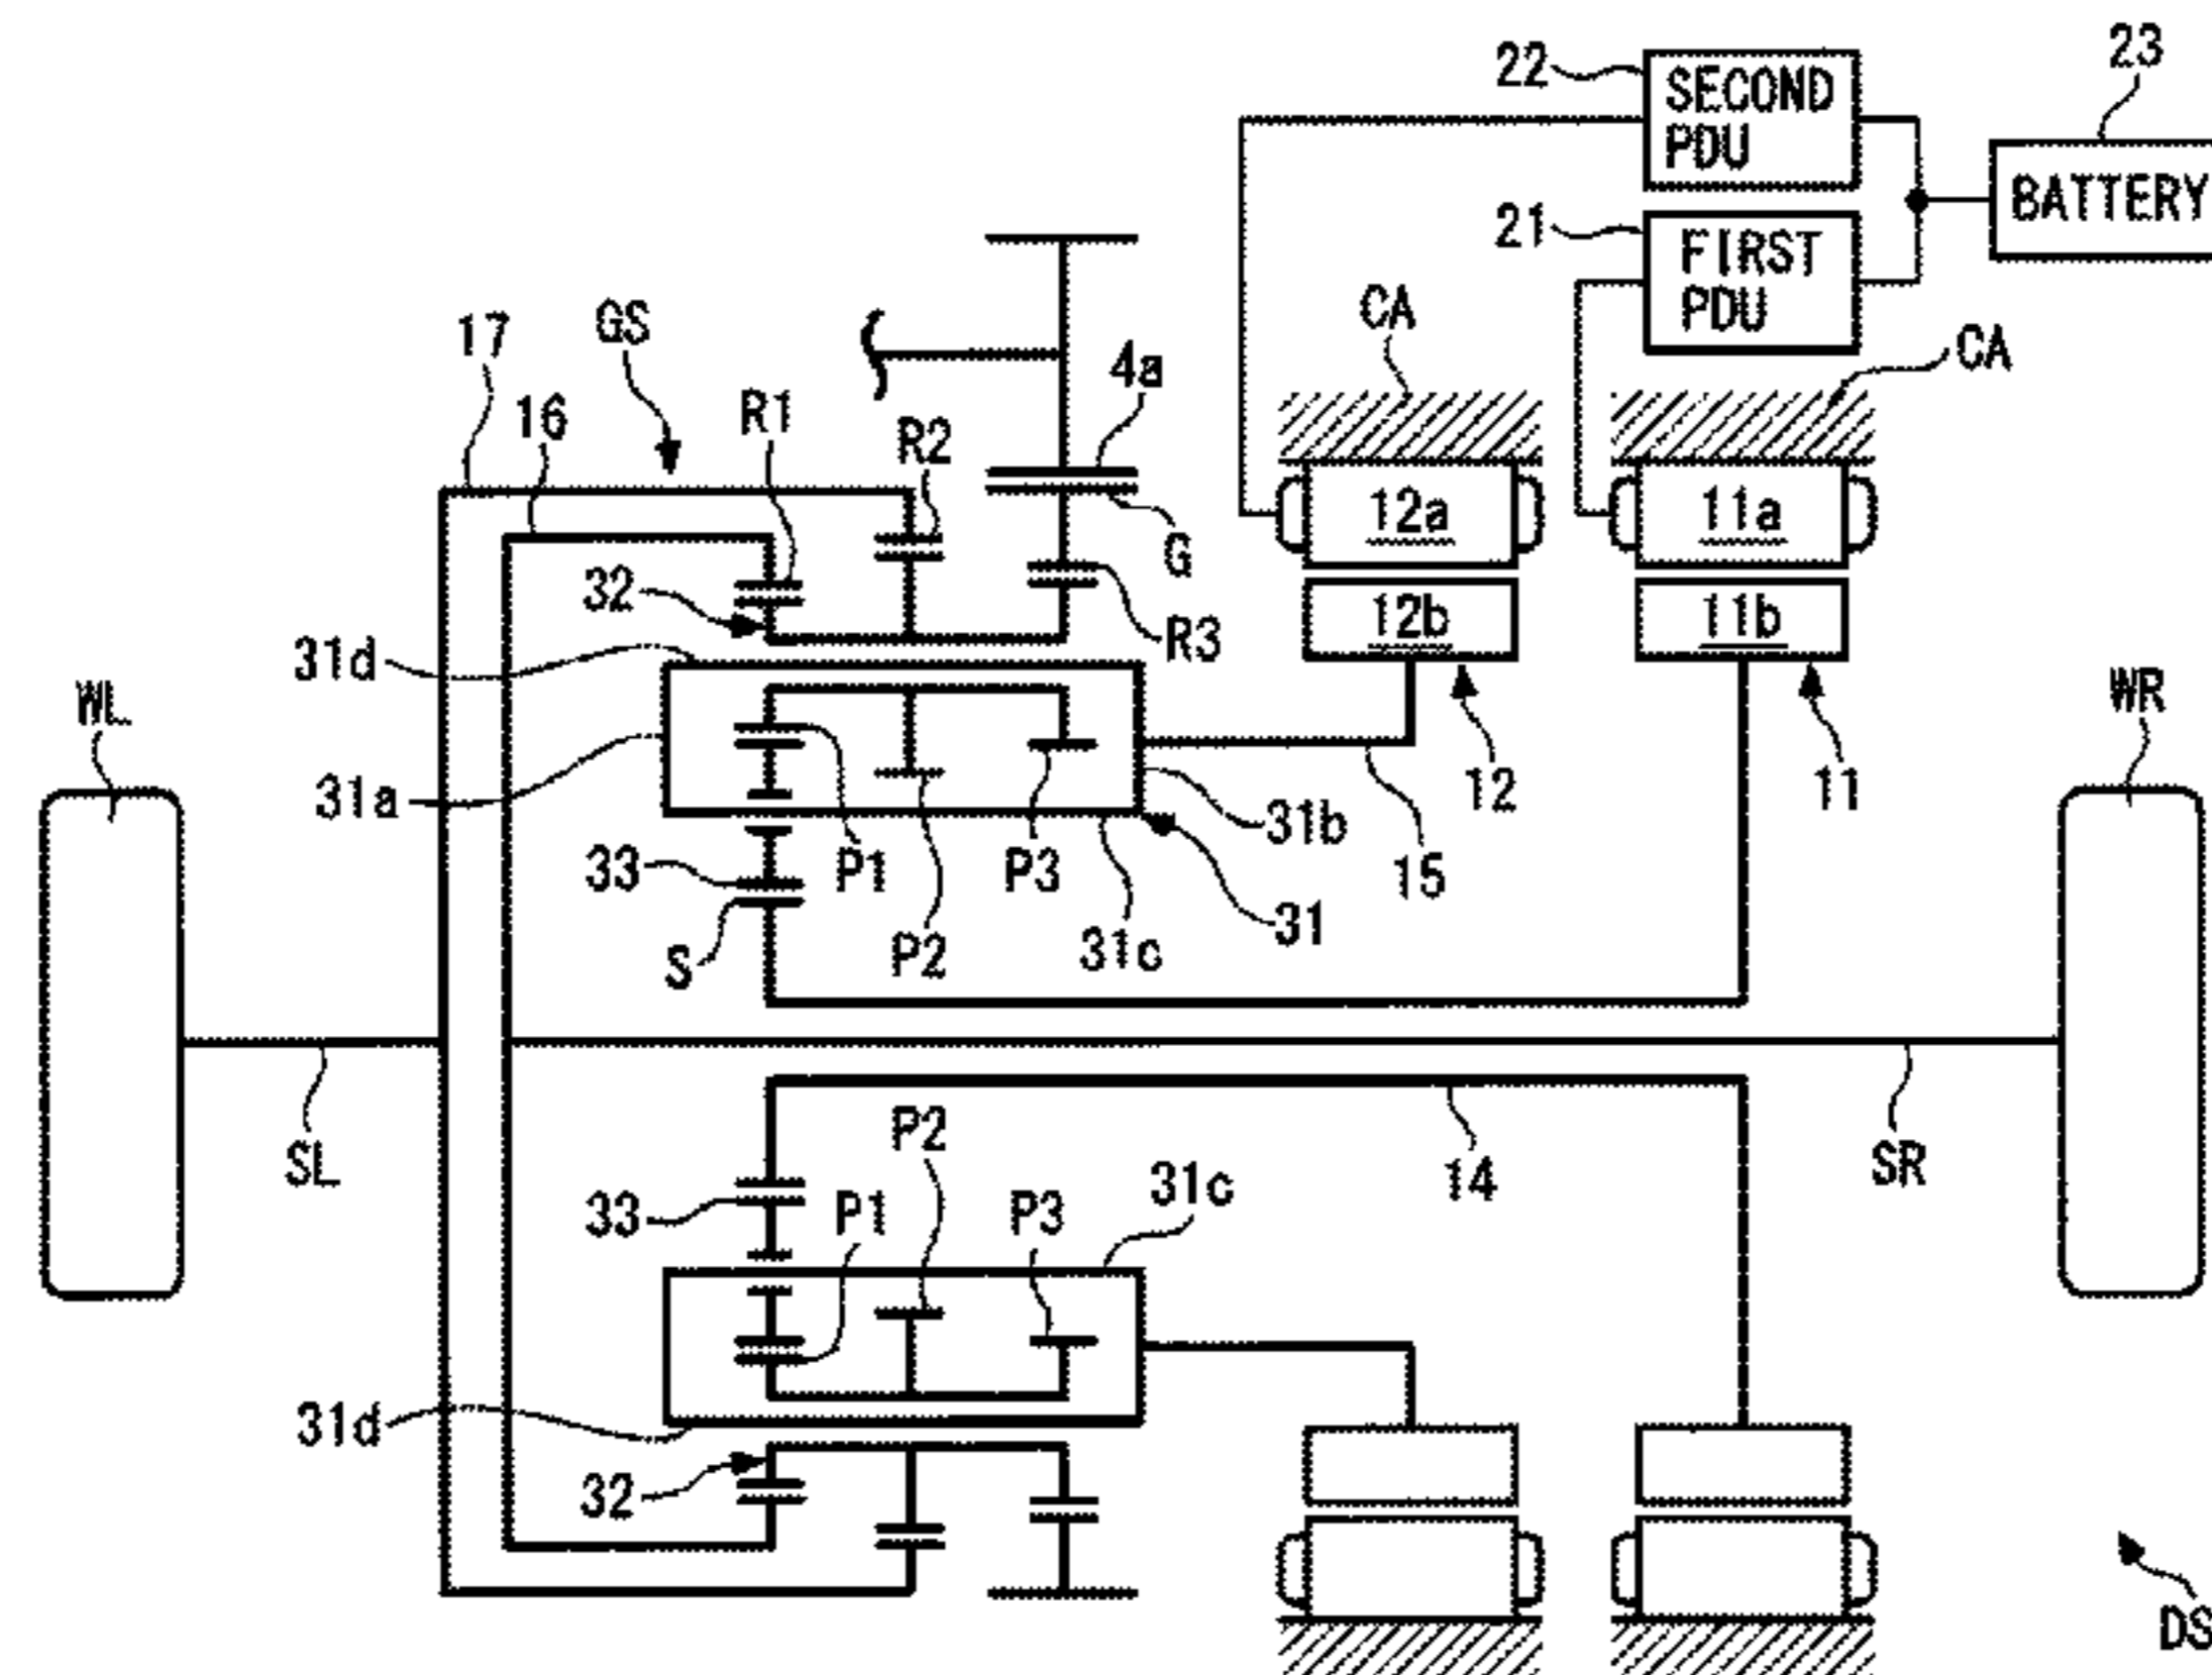 22
SECOND
PDU
23
BATTERY
21
FIRST
PDU
17
GS
CA
CA
4a
16
R1
R2
12a
11a
G
32
12b
11b
R3
31d
WL
WR
31a
12
11
31b
33
P1
P3
15
S
P2
31c
31
SL
P2
14
SR
33
P1
P3
31c
31d
32
DS